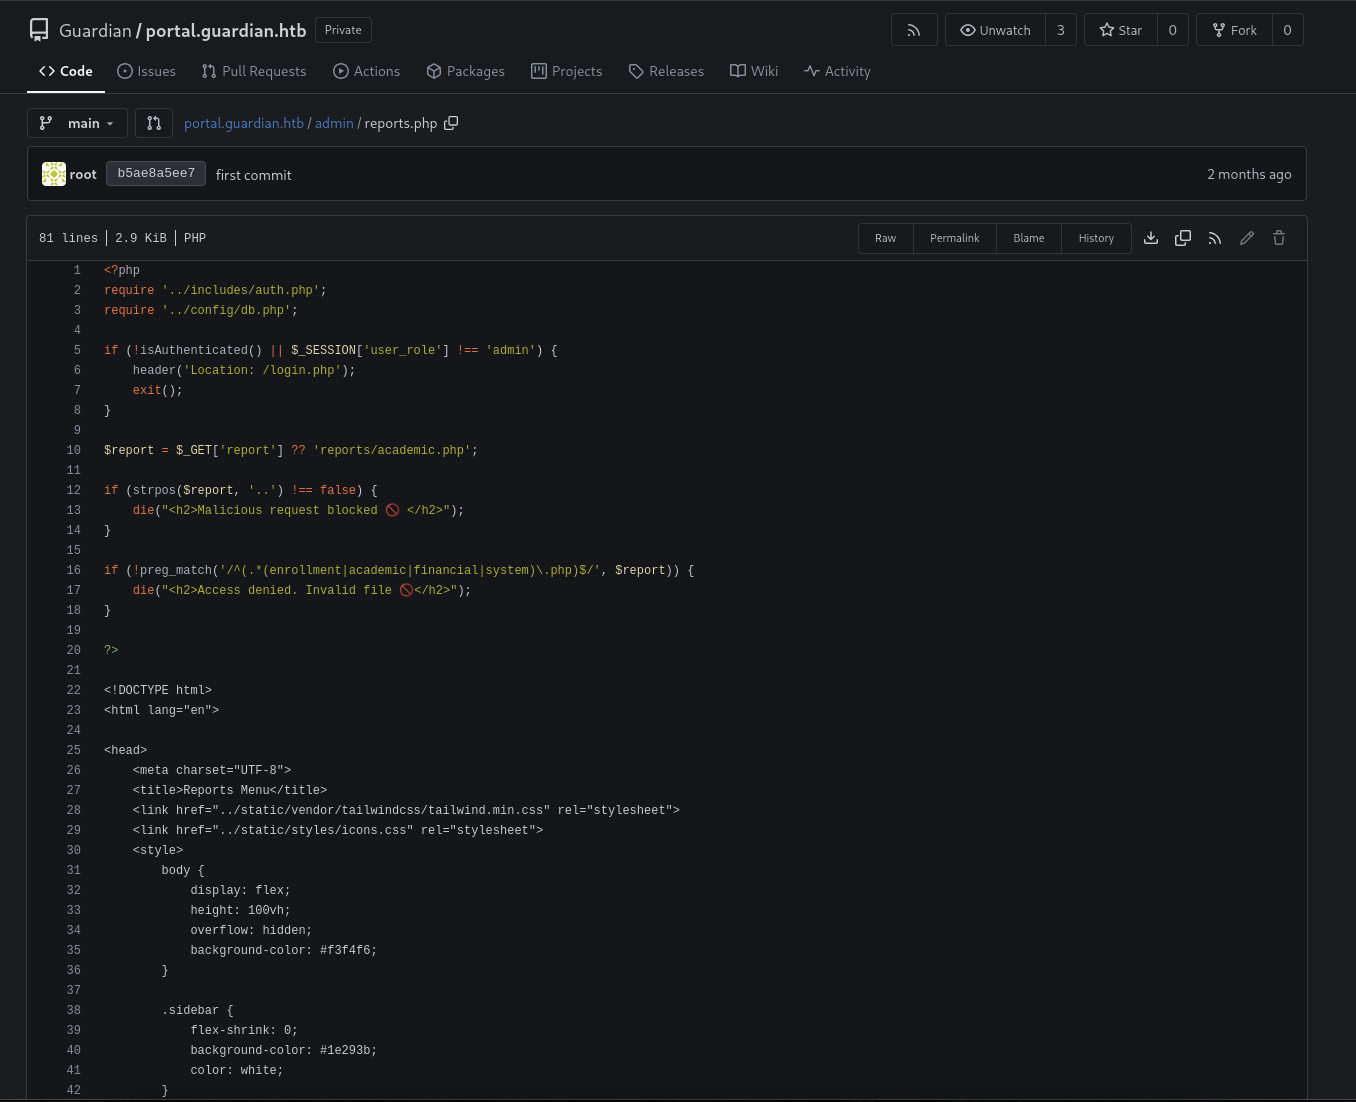 Guardian / portal.guardian.htb Private Unwatch 3 Star 0 Fork 0
Code Issues Pull Requests Actions Packages Projects Releases Wiki Activity
main portal.guardian.htb / admin / reports.php
root b5ae8a5ee7 first commit 2 months ago
81 lines 2.9 KiB PHP Raw Permalink Blame History
1 <?php
2 require '../includes/auth.php';
3 require '../config/db.php';
4
5 if (!isAuthenticated() || $_SESSION['user_role'] !== 'admin') {
6     header('Location: /login.php');
7     exit();
8 }
9
10 $report = $_GET['report'] ?? 'reports/academic.php';
11
12 if (strpos($report, '..') !== false) {
13     die("<h2>Malicious request blocked 🚫 </h2>");
14 }
15
16 if (!preg_match('/^(.*(enrollment|academic|financial|system)\.php)$/', $report)) {
17     die("<h2>Access denied. Invalid file 🚫</h2>");
18 }
19
20 ?>
21
22 <!DOCTYPE html>
23 <html lang="en">
24
25 <head>
26     <meta charset="UTF-8">
27     <title>Reports Menu</title>
28     <link href="../static/vendor/tailwindcss/tailwind.min.css" rel="stylesheet">
29     <link href="../static/styles/icons.css" rel="stylesheet">
30     <style>
31         body {
32             display: flex;
33             height: 100vh;
34             overflow: hidden;
35             background-color: #f3f4f6;
36         }
37
38         .sidebar {
39             flex-shrink: 0;
40             background-color: #1e293b;
41             color: white;
42         }